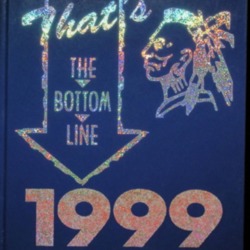 That's
THE
BOTTOM
LINE
1999